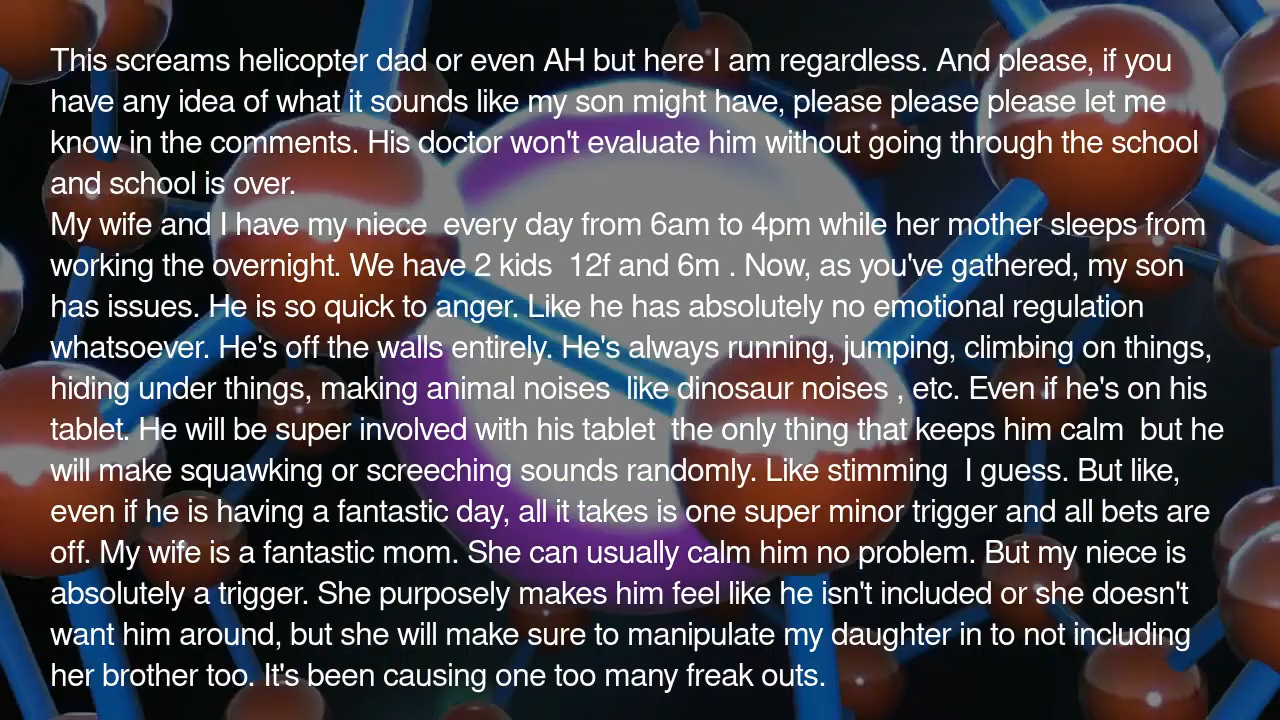 This screams helicopter dad or even AH but here I am regardless. And please, if you
have any idea of what it sounds like my son might have, please please please let me
know in the comments. His doctor won't evaluate him without going through the school
and school is over.
My wife and I have my niece  every day from 6am to 4pm while her mother sleeps from
working the overnight. We have 2 kids  12f and 6m . Now, as you've gathered, my son
has issues. He is so quick to anger. Like he has absolutely no emotional regulation
whatsoever. He's off the walls entirely. He's always running, jumping, climbing on things,
hiding under things, making animal noises  like dinosaur noises , etc. Even if he's on his
tablet. He will be super involved with his tablet  the only thing that keeps him calm  but he
will make squawking or screeching sounds randomly. Like stimming  I guess. But like,
even if he is having a fantastic day, all it takes is one super minor trigger and all bets are
off. My wife is a fantastic mom. She can usually calm him no problem. But my niece is
absolutely a trigger. She purposely makes him feel like he isn't included or she doesn't
want him around, but she will make sure to manipulate my daughter in to not including
her brother too. It's been causing one too many freak outs.